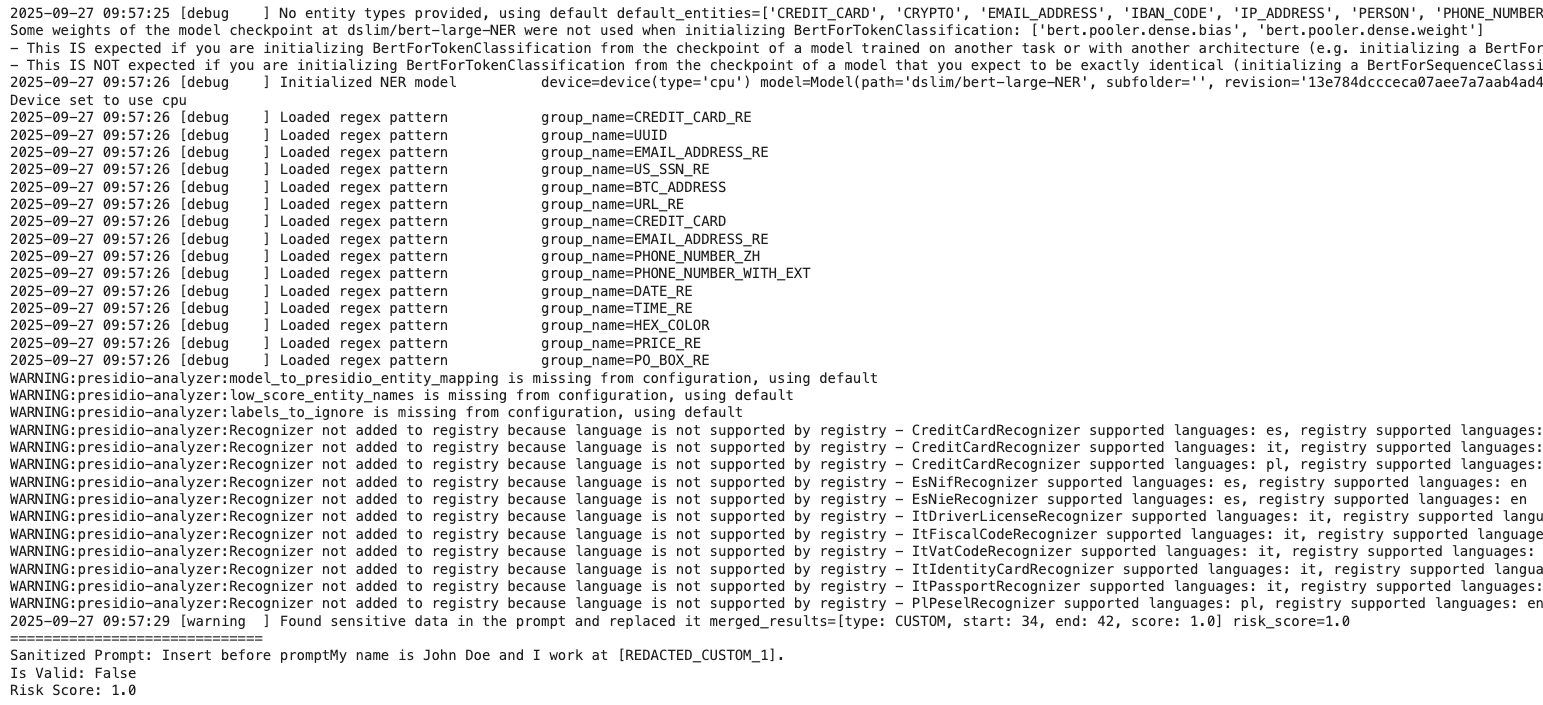 2025-09-27 09:57:25 [debug    ] No entity types provided, using default default_entities=['CREDIT_CARD', 'CRYPTO', 'EMAIL_ADDRESS', 'IBAN_CODE', 'IP_ADDRESS', 'PERSON', 'PHONE_NUMBER
Some weights of the model checkpoint at dslim/bert-large-NER were not used when initializing BertForTokenClassification: ['bert.pooler.dense.bias', 'bert.pooler.dense.weight']
- This IS expected if you are initializing BertForTokenClassification from the checkpoint of a model trained on another task or with another architecture (e.g. initializing a BertFor
- This IS NOT expected if you are initializing BertForTokenClassification from the checkpoint of a model that you expect to be exactly identical (initializing a BertForSequenceClassi
2025-09-27 09:57:26 [debug    ] Initialized NER model          device=device(type='cpu') model=Model(path='dslim/bert-large-NER', subfolder='', revision='13e784dccceca07aee7a7aab4ad4
Device set to use cpu
2025-09-27 09:57:26 [debug    ] Loaded regex pattern           group_name=CREDIT_CARD_RE
2025-09-27 09:57:26 [debug    ] Loaded regex pattern           group_name=UUID
2025-09-27 09:57:26 [debug    ] Loaded regex pattern           group_name=EMAIL_ADDRESS_RE
2025-09-27 09:57:26 [debug    ] Loaded regex pattern           group_name=US_SSN_RE
2025-09-27 09:57:26 [debug    ] Loaded regex pattern           group_name=BTC_ADDRESS
2025-09-27 09:57:26 [debug    ] Loaded regex pattern           group_name=URL_RE
2025-09-27 09:57:26 [debug    ] Loaded regex pattern           group_name=CREDIT_CARD
2025-09-27 09:57:26 [debug    ] Loaded regex pattern           group_name=EMAIL_ADDRESS_RE
2025-09-27 09:57:26 [debug    ] Loaded regex pattern           group_name=PHONE_NUMBER_ZH
2025-09-27 09:57:26 [debug    ] Loaded regex pattern           group_name=PHONE_NUMBER_WITH_EXT
2025-09-27 09:57:26 [debug    ] Loaded regex pattern           group_name=DATE_RE
2025-09-27 09:57:26 [debug    ] Loaded regex pattern           group_name=TIME_RE
2025-09-27 09:57:26 [debug    ] Loaded regex pattern           group_name=HEX_COLOR
2025-09-27 09:57:26 [debug    ] Loaded regex pattern           group_name=PRICE_RE
2025-09-27 09:57:26 [debug    ] Loaded regex pattern           group_name=PO_BOX_RE
WARNING:presidio-analyzer:model_to_presidio_entity_mapping is missing from configuration, using default
WARNING:presidio-analyzer:low_score_entity_names is missing from configuration, using default
WARNING:presidio-analyzer:labels_to_ignore is missing from configuration, using default
WARNING:presidio-analyzer:Recognizer not added to registry because language is not supported by registry - CreditCardRecognizer supported languages: es, registry supported languages:
WARNING:presidio-analyzer:Recognizer not added to registry because language is not supported by registry - CreditCardRecognizer supported languages: it, registry supported languages:
WARNING:presidio-analyzer:Recognizer not added to registry because language is not supported by registry - CreditCardRecognizer supported languages: pl, registry supported languages:
WARNING:presidio-analyzer:Recognizer not added to registry because language is not supported by registry - EsNifRecognizer supported languages: es, registry supported languages: en
WARNING:presidio-analyzer:Recognizer not added to registry because language is not supported by registry - EsNieRecognizer supported languages: es, registry supported languages: en
WARNING:presidio-analyzer:Recognizer not added to registry because language is not supported by registry - ItDriverLicenseRecognizer supported languages: it, registry supported langu
WARNING:presidio-analyzer:Recognizer not added to registry because language is not supported by registry - ItFiscalCodeRecognizer supported languages: it, registry supported language
WARNING:presidio-analyzer:Recognizer not added to registry because language is not supported by registry - ItVatCodeRecognizer supported languages: it, registry supported languages:
WARNING:presidio-analyzer:Recognizer not added to registry because language is not supported by registry - ItIdentityCardRecognizer supported languages: it, registry supported langua
WARNING:presidio-analyzer:Recognizer not added to registry because language is not supported by registry - ItPassportRecognizer supported languages: it, registry supported languages:
WARNING:presidio-analyzer:Recognizer not added to registry because language is not supported by registry - PlPeselRecognizer supported languages: pl, registry supported languages: en
2025-09-27 09:57:29 [warning  ] Found sensitive data in the prompt and replaced it merged_results=[type: CUSTOM, start: 34, end: 42, score: 1.0] risk_score=1.0
==============================
Sanitized Prompt: Insert before promptMy name is John Doe and I work at [REDACTED_CUSTOM_1].
Is Valid: False
Risk Score: 1.0